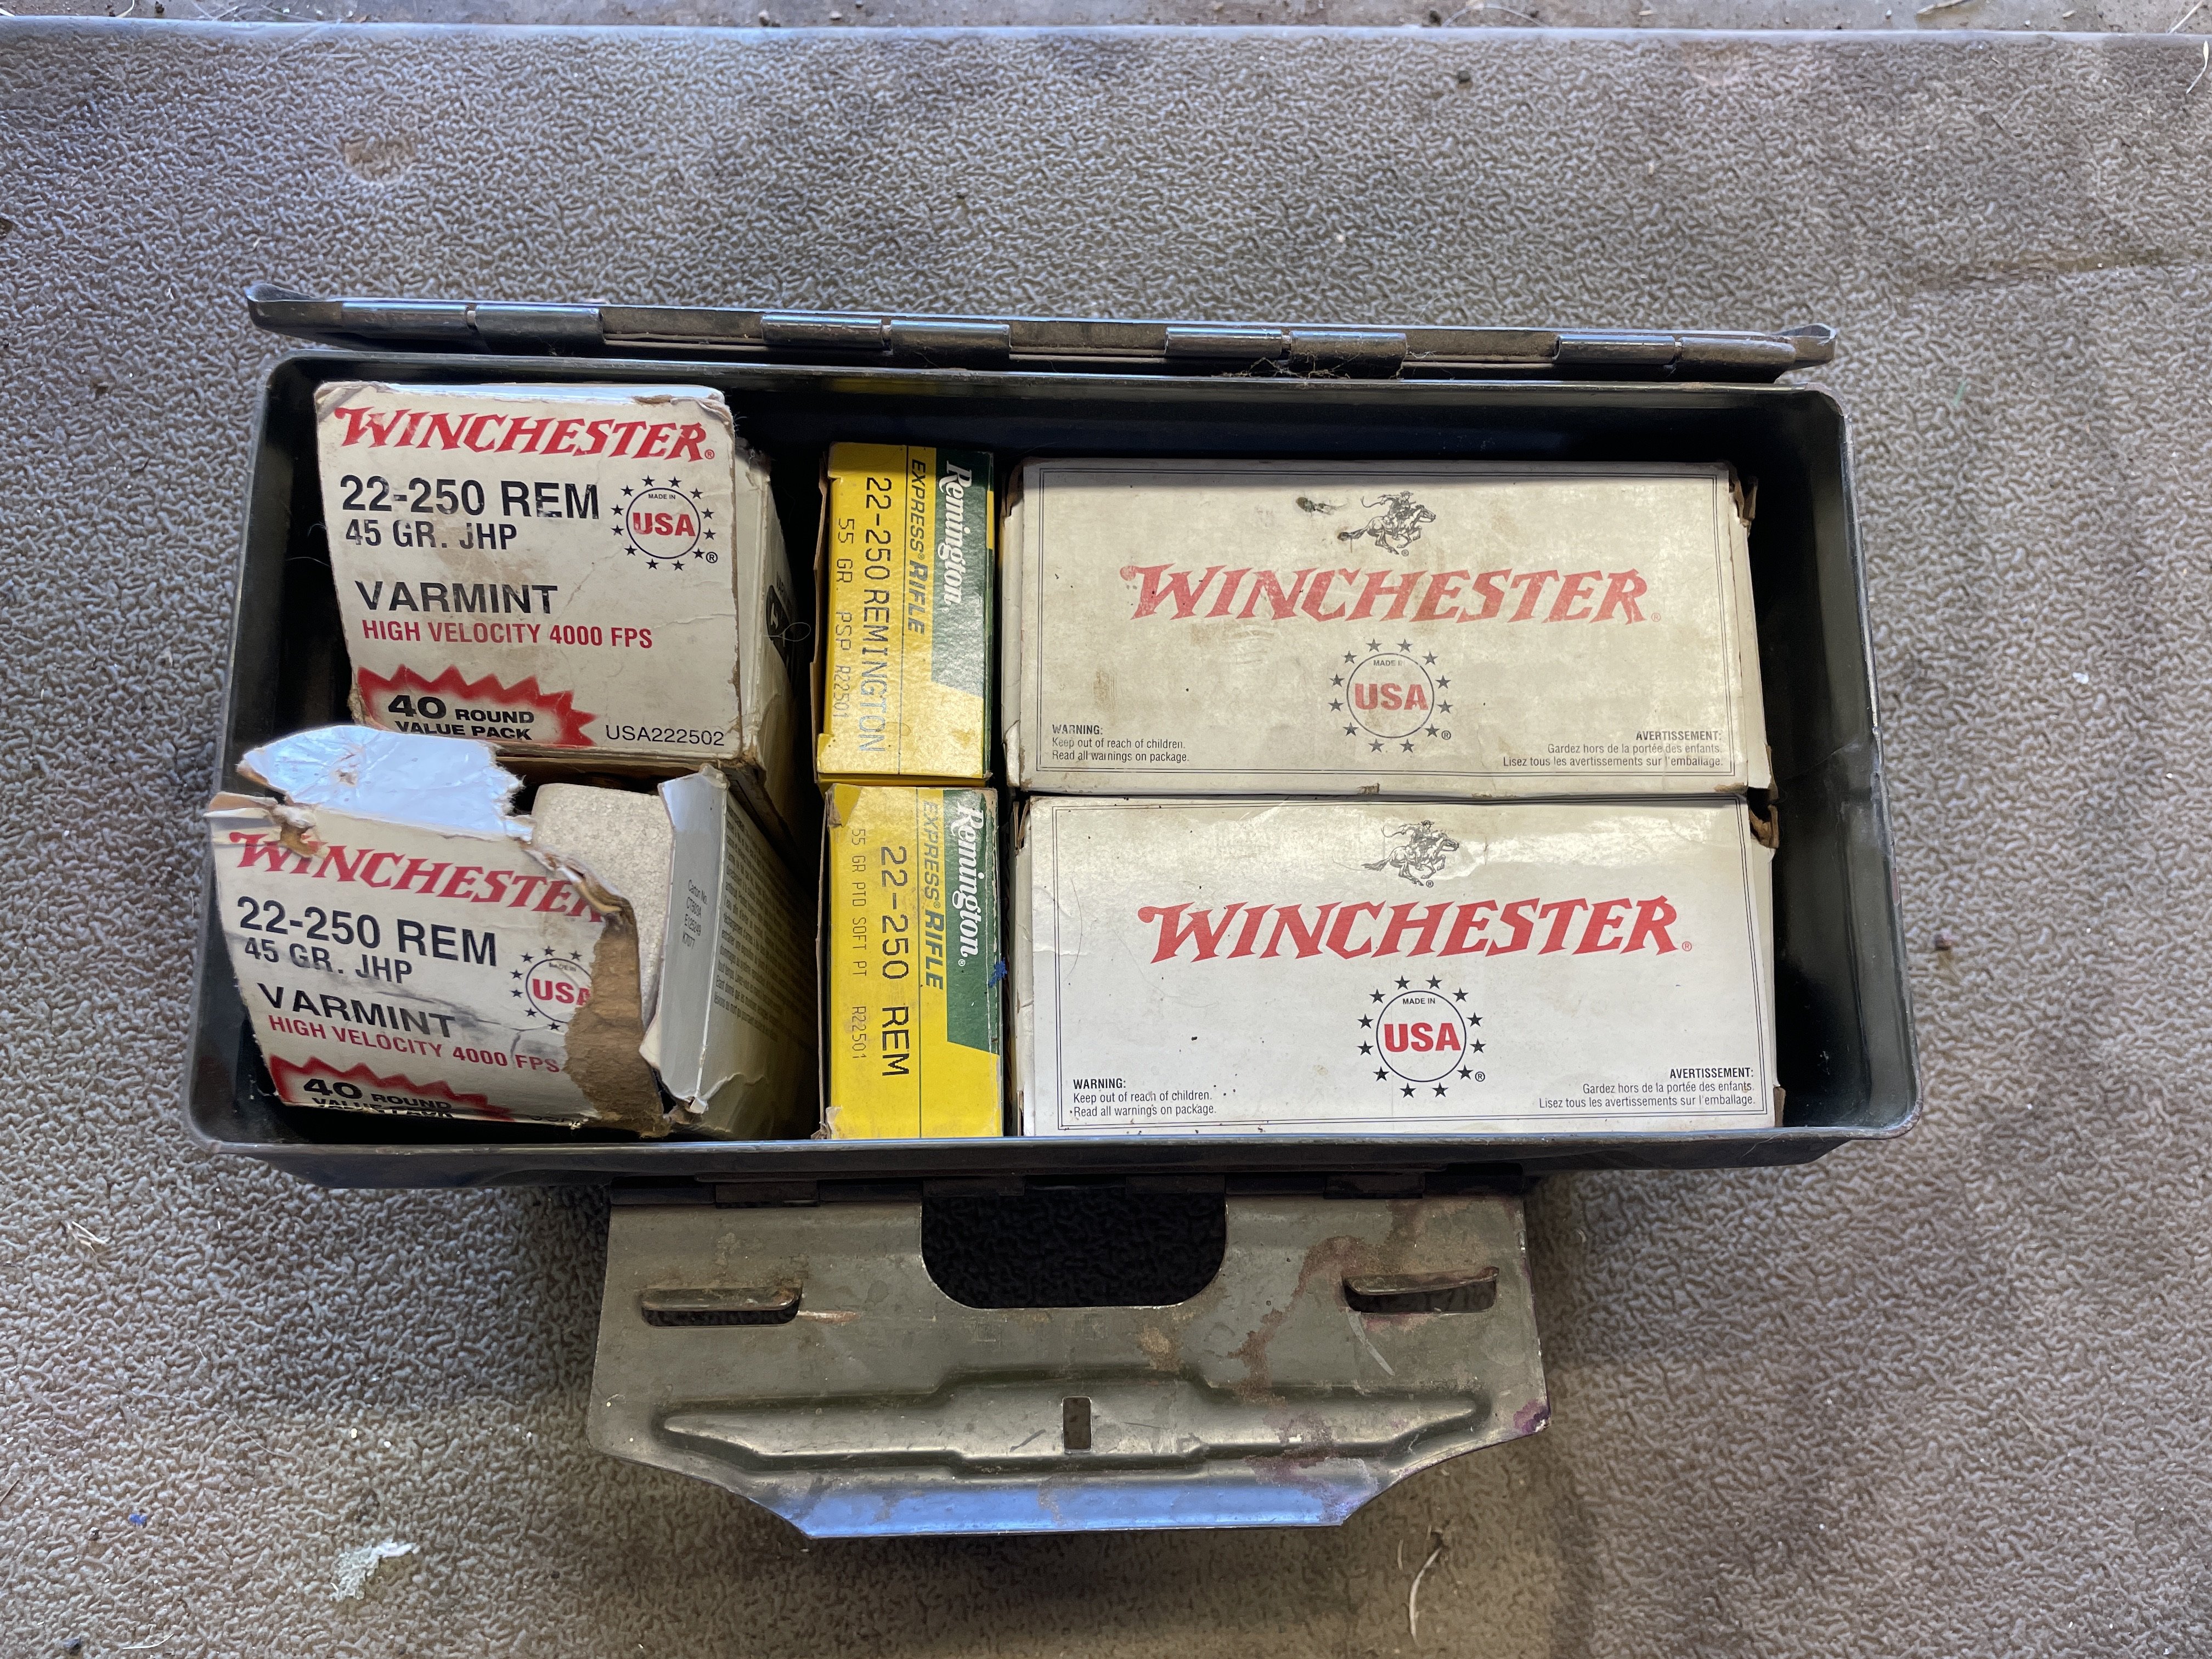 WINCHESTER®
22-250 REM
45 GR. JHP
MADE IN
USA
®
VARMINT
HIGH VELOCITY 4000 FPS
40 ROUND
VALUE PACK
USA222502
WINCHESTER
22-250 REM
45 GR. JHP
MADE IN
USA
VARMINT
HIGH VELOCITY 4000 FPS
40 ROUND
VALUE PACK
Remington®
EXPRESS® RIFLE
22-250 REMINGTON
55 GR PSP R22501
Remington®
EXPRESS® RIFLE
22-250 REM
55 GR PTD SOFT PT R22501
®
WINCHESTER®
MADE
USA
®
WARNING:
Keep out of reach of children.
Read all warnings on package.
AVERTISSEMENT:
Gardez hors de la portée des enfants.
Lisez tous les avertissements sur l'emballage.
®
WINCHESTER®
MADE IN
USA
®
WARNING:
Keep out of reach of children.
Read all warnings on package.
AVERTISSEMENT:
Gardez hors de la portée des enfants.
Lisez tous les avertissements sur l'emballage.